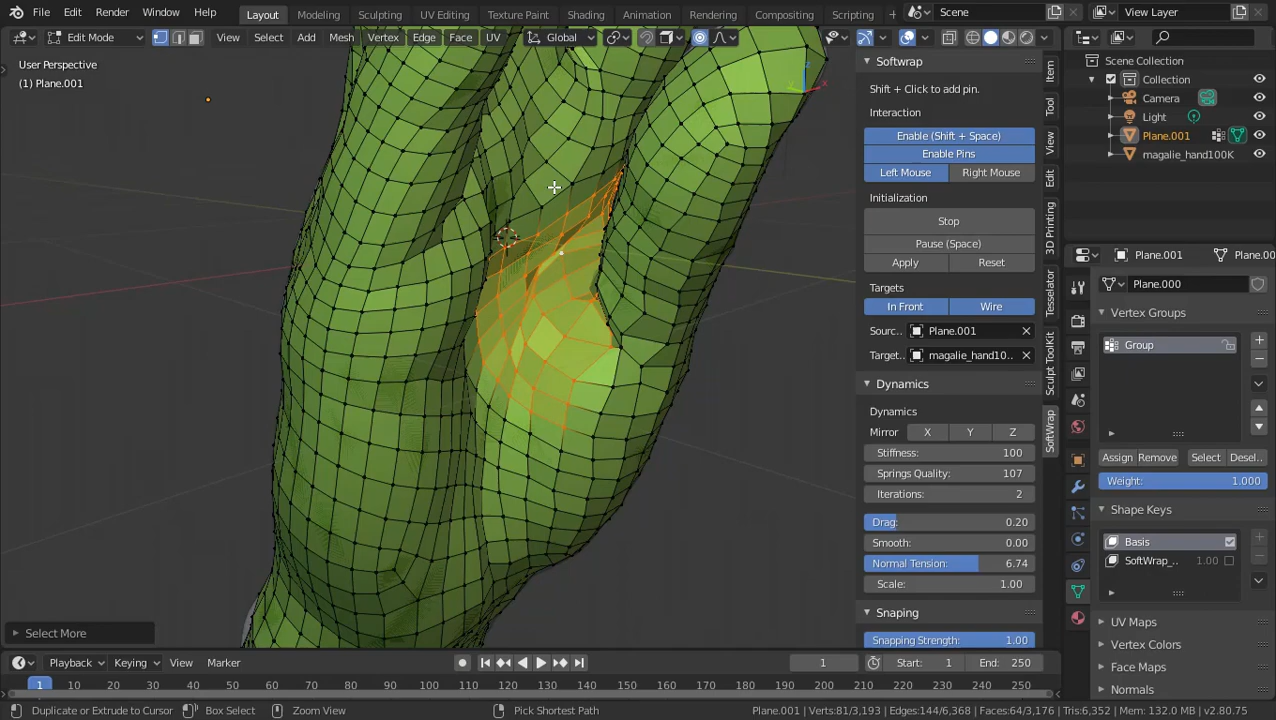 File Edit Render Window Help Layout Modeling Sculpting UV Editing Texture Paint Shading Animation Rendering Compositing Scripting + Scene View Layer
Edit Mode View Select Add Mesh Vertex Edge Face UV Global
User Perspective
(1) Plane.001
Softwrap
Shift + Click to add pin.
Interaction
Enable (Shift + Space)
Enable Pins
Left Mouse Right Mouse
Initialization
Stop
Pause (Space)
Apply Reset
Targets
In Front Wire
Sourc.. Plane.001
Target.. magalie_hand10..
Dynamics
Dynamics
Mirror X Y Z
Stiffness: 100
Springs Quality: 107
Iterations: 2
Drag: 0.20
Smooth: 0.00
Normal Tension: 6.74
Scale: 1.00
Snaping
Snapping Strength: 1.00
Item
Tool
View
Edit
3D Printing
Tesselator
Sculpt ToolKit
SoftWrap
Scene Collection
Collection
Camera
Light
Plane.001
magalie_hand100K
Plane.001 Plane.00
Plane.000
Vertex Groups
Group
Assign Remove Select Desel..
Weight: 1.000
Shape Keys
Basis
SoftWrap_.. 1.00
UV Maps
Vertex Colors
Face Maps
Normals
Select More
Playback Keying View Marker 1 Start: 1 End: 250
1 10 20 30 40 50 60 70 80 90 100 110 120 130 140 150 160 170 180 190 200 210 220 230 240 250
Duplicate or Extrude to Cursor Box Select Zoom View Pick Shortest Path Plane.001 | Verts:81/3,193 | Edges:144/6,368 | Faces:64/3,176 | Tris:6,352 | Mem: 132.0 MB | v2.80.75